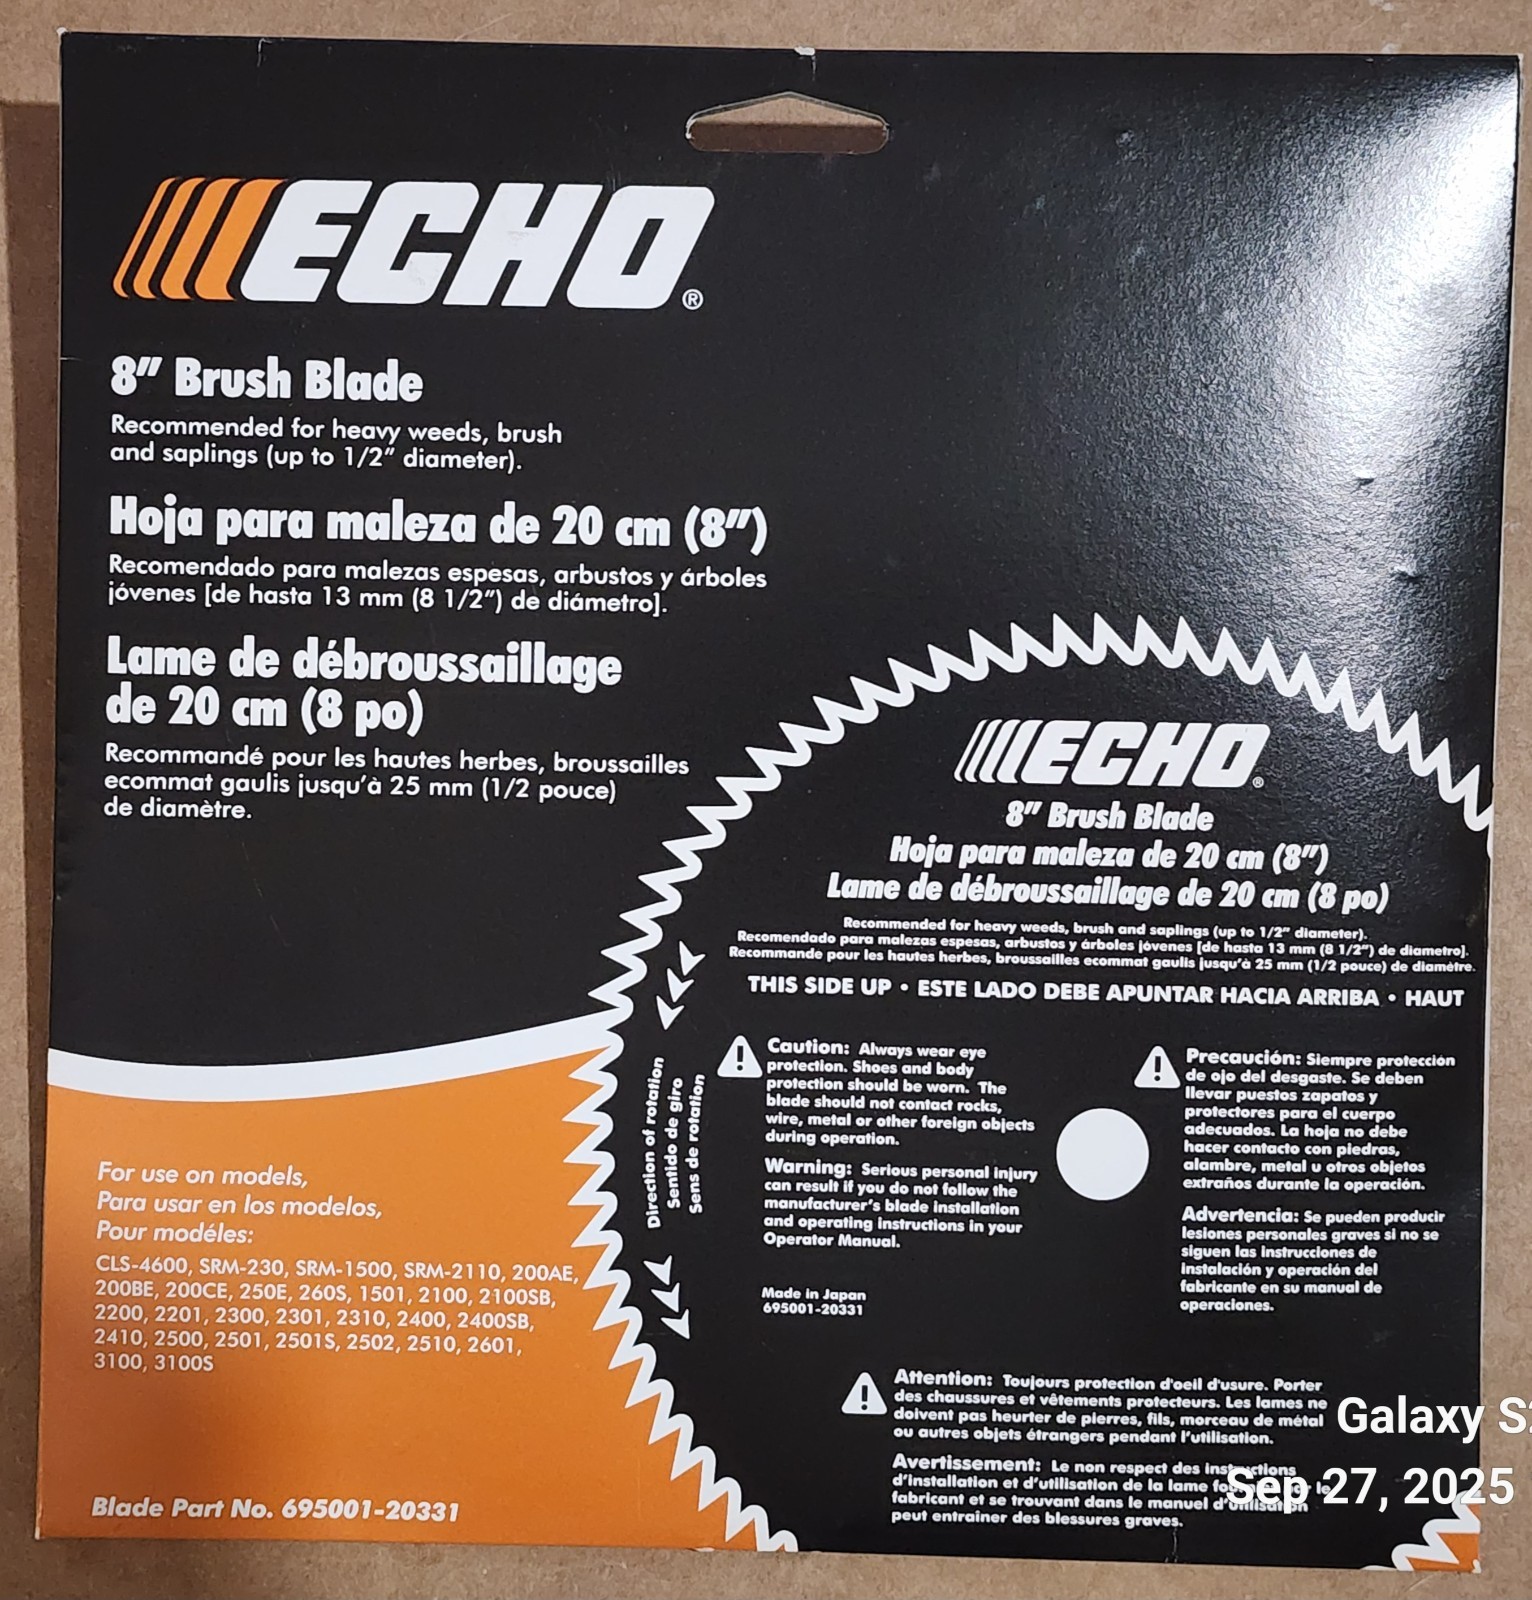 ECHO®
8" Brush Blade
Recommended for heavy weeds, brush
and saplings (up to 1/2" diameter).
Hoja para maleza de 20 cm (8")
Recomendado para malezas espesas, arbustos y árboles
jóvenes [de hasta 13 mm (8 1/2") de diámetro].
Lame de débroussaillage
de 20 cm (8 po)
Recommandé pour les hautes herbes, broussailles
ecommat gaulis jusqu'à 25 mm (1/2 pouce)
de diamètre.
For use on models,
Para usar en los modelos,
Pour modéles:
CLS-4600, SRM-230, SRM-1500, SRM-2110, 200AE,
200BE, 200CE, 250E, 260S, 1501, 2100, 2100SB,
2200, 2201, 2300, 2301, 2310, 2400, 2400SB,
2410, 2500, 2501, 2501S, 2502, 2510, 2601,
3100, 3100S
Blade Part No. 695001-20331
ECHO®
8" Brush Blade
Hoja para maleza de 20 cm (8")
Lame de débroussaillage de 20 cm (8 po)
Recommended for heavy weeds, brush and saplings (up to 1/2" diameter).
Recomendado para malezas espesas, arbustos y árboles jóvenes [de hasta 13 mm (8 1/2") de diametro].
Recommande pour les hautes herbes, broussailles ecommat gaulis jusqu'à 25 mm (1/2 pouce) de diamètre.
THIS SIDE UP • ESTE LADO DEBE APUNTAR HACIA ARRIBA • HAUT
Direction of rotation
Sentido de giro
Sens de rotation
Caution: Always wear eye
protection. Shoes and body
protection should be worn. The
blade should not contact rocks,
wire, metal or other foreign objects
during operation.
Warning: Serious personal injury
can result if you do not follow the
manufacturer's blade installation
and operating instructions in your
Operator Manual.
Made in Japan
695001-20331
Precaución: Siempre protección
de ojo del desgaste. Se deben
llevar puestos zapatos y
protectores para el cuerpo
adecuados. La hoja no debe
hacer contacto con piedras,
alambre, metal u otros objetos
extraños durante la operación.
Advertencia: Se pueden producir
lesiones personales graves si no se
siguen las instrucciones de
instalación y operación del
fabricante en su manual de
operaciones.
Attention: Toujours protection d'oeil d'usure. Porter
des chaussures et vêtements protecteurs. Les lames ne
doivent pas heurter de pierres, fils, morceau de métal
ou autres objets étrangers pendant l'utilisation.
Avertissement: Le non respect des instructions
d'installation et d'utilisation de la lame le
fabricant et se trouvant dans le manuel d'utilisation
peut entraîner des blessures graves.
Galaxy
Sep 27, 2025